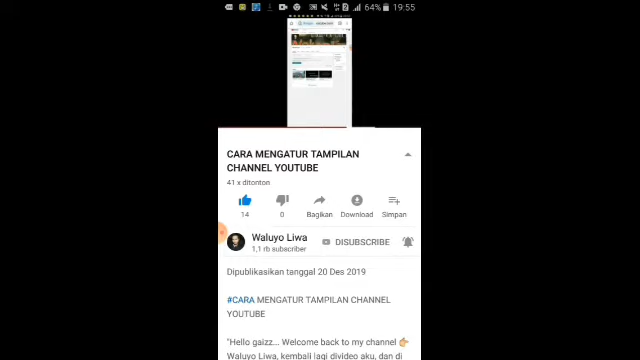 64% 19:55
CARA MENGATUR TAMPILAN
CHANNEL YOUTUBE
41 x ditonton
14
0
Bagikan
Download
Simpan
Waluyo Liwa
1,1 rb subscriber
DISUBSCRIBE
Dipublikasikan tanggal 20 Des 2019
#CARA MENGATUR TAMPILAN CHANNEL
YOUTUBE
"Hello gaizz... Welcome back to my channel 👉
Waluyo Liwa, kembali lagi divideo aku, dan di